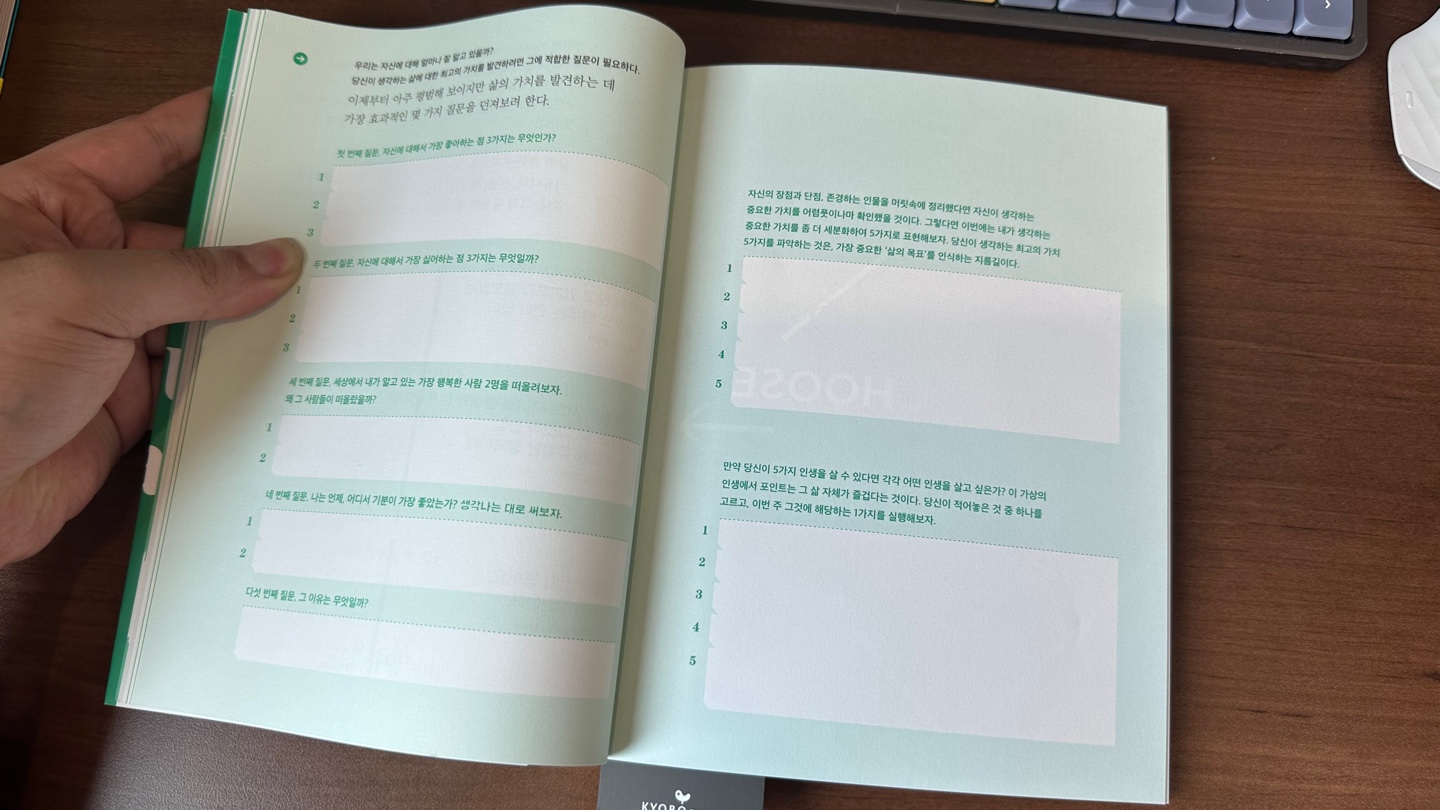 우리는 자신에 대해 얼마나 잘 알고 있을까?
당신이 생각하는 삶에 대한 최고의 가치를 발견하려면 그에 적합한 질문이 필요하다.
이제부터 아주 평범해 보이지만 삶의 가치를 발견하는 데
가장 효과적인 몇 가지 질문을 던져보려 한다.
첫 번째 질문, 자신에 대해서 가장 좋아하는 점 3가지는 무엇인가?
1
2
3
두 번째 질문, 자신에 대해서 가장 싫어하는 점 3가지는 무엇일까?
1
2
3
세 번째 질문, 세상에서 내가 알고 있는 가장 행복한 사람 2명을 떠올려보자.
왜 그 사람들이 떠올랐을까?
1
2
네 번째 질문, 나는 언제, 어디서 기분이 가장 좋았는가? 생각나는 대로 써보자.
1
2
다섯 번째 질문, 그 이유는 무엇일까?
자신의 장점과 단점, 존경하는 인물을 머릿속에 정리했다면 자신이 생각하는
중요한 가치를 어렴풋이나마 확인했을 것이다. 그렇다면 이번에는 내가 생각하는
중요한 가치를 좀 더 세분화하여 5가지로 표현해보자. 당신이 생각하는 최고의 가치
5가지를 파악하는 것은, 가장 중요한 '삶의 목표'를 인식하는 지름길이다.
1
2
3
4
5
만약 당신이 5가지 인생을 살 수 있다면 각각 어떤 인생을 살고 싶은가? 이 가상의
인생에서 포인트는 그 삶 자체가 즐겁다는 것이다. 당신이 적어놓은 것 중 하나를
고르고, 이번 주 그것에 해당하는 1가지를 실행해보자.
1
2
3
4
5